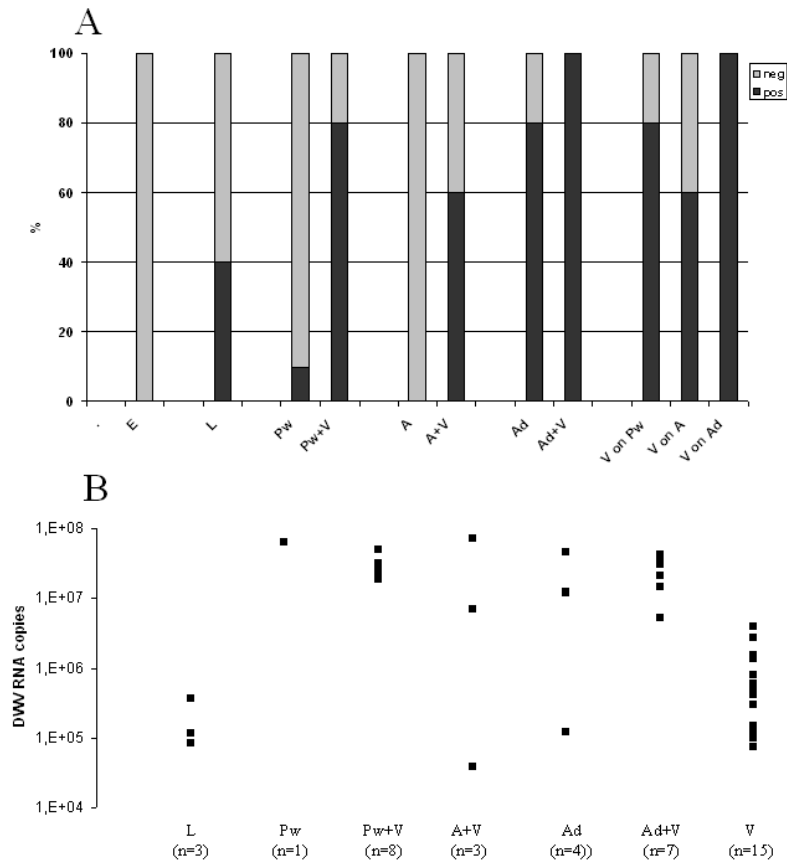 A
100
80
60
40
20
0
%
neg
pos
. E L Pw Pw+V A A+V Ad Ad+V V on Pw V on A V on Ad
B
1,E+08
1,E+07
1,E+06
1,E+05
1,E+04
DWV RNA copies
L Pw Pw+V A+V Ad Ad+V V
(n=3) (n=1) (n=8) (n=3) (n=4)) (n=7) (n=15)